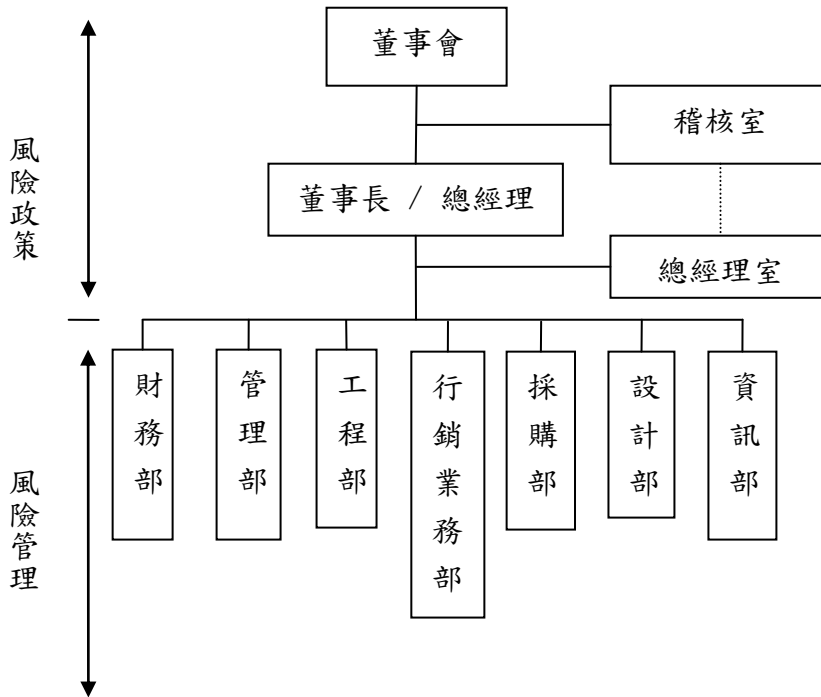 董事會
稽核室
風險政策
董事長 / 總經理
總經理室
財務部
管理部
工程部
行銷業務部
採購部
設計部
資訊部
風險管理